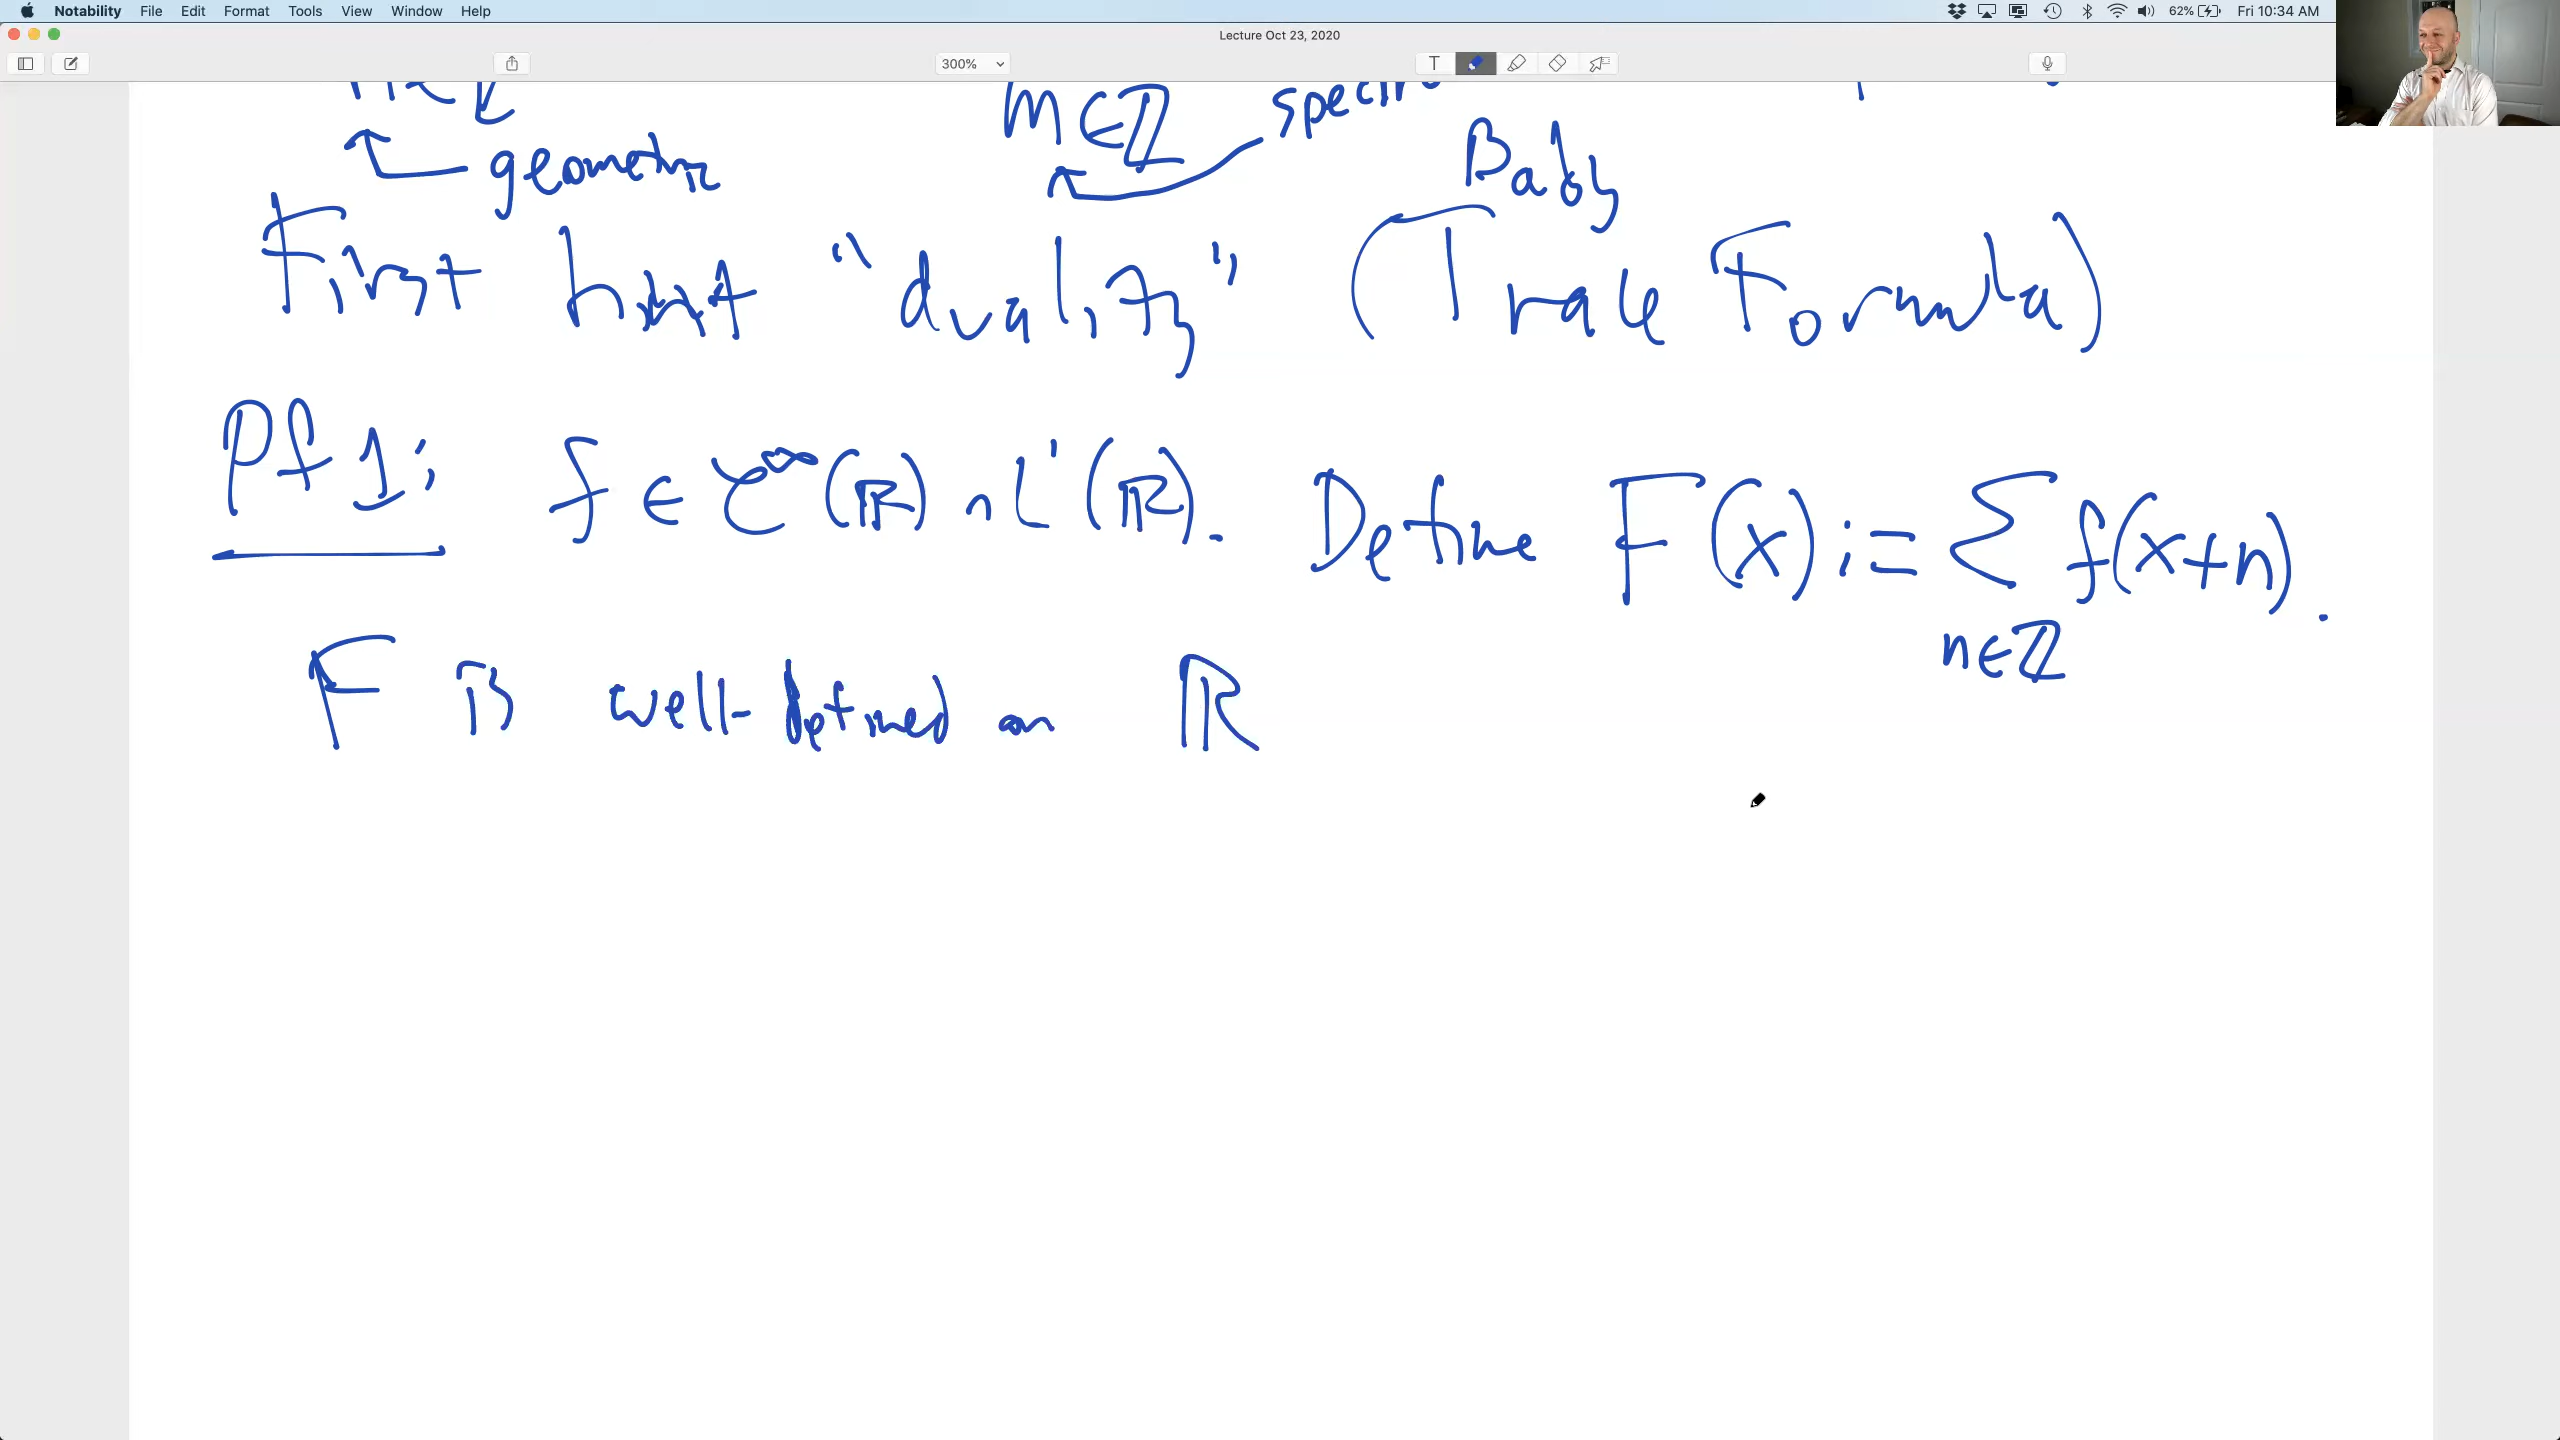 Notability File Edit Format Tools View Window Help 62% Fri 10:34 AM
Lecture Oct 23, 2020
300% T
m∈ℤ
geometric
Baby
First hint "duality" (Trace Formula)
Pf 1: f ∈ C^∞(ℝ) ∩ L¹(ℝ). Define F(x) := Σ f(x+n).
n∈ℤ
F is well-defined on ℝ